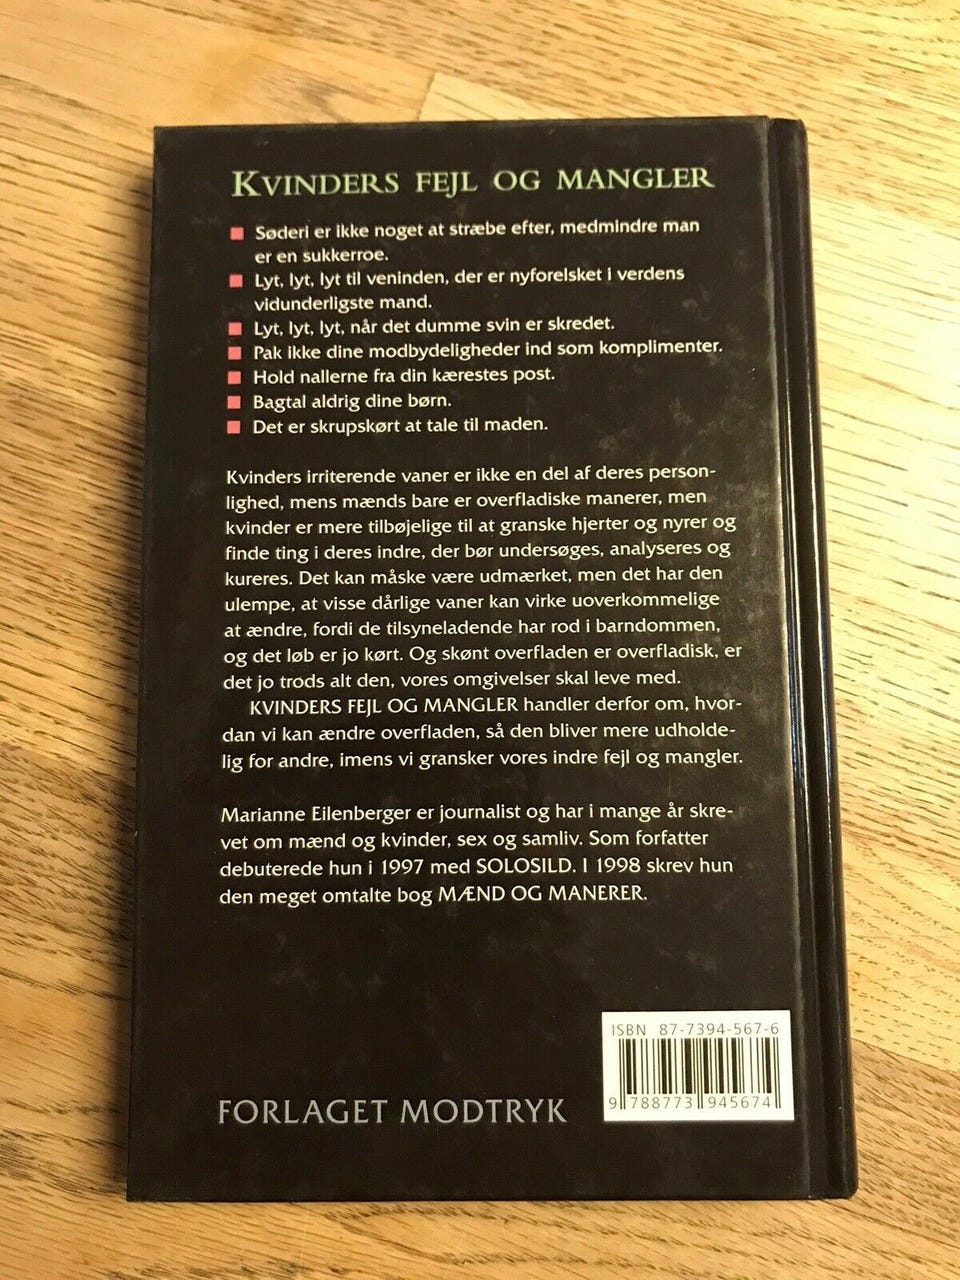 KVINDERS FEJL OG MANGLER
■ Søderi er ikke noget at stræbe efter, medmindre man
er en sukkerroe.
■ Lyt, lyt, lyt til veninden, der er nyforelsket i verdens
vidunderligste mand.
■ Lyt, lyt, lyt, når det dumme svin er skredet.
■ Pak ikke dine modbydeligheder ind som komplimenter.
■ Hold nallerne fra din kærestes post.
■ Bagtal aldrig dine børn.
■ Det er skrupskørt at tale til maden.
Kvinders irriterende vaner er ikke en del af deres person-
lighed, mens mænds bare er overfladiske manerer, men
kvinder er mere tilbøjelige til at granske hjerter og nyrer og
finde ting i deres indre, der bør undersøges, analyseres og
kureres. Det kan måske være udmærket, men det har den
ulempe, at visse dårlige vaner kan virke uoverkommelige
at ændre, fordi de tilsyneladende har rod i barndommen,
og det løb er jo kørt. Og skønt overfladen er overfladisk, er
det jo trods alt den, vores omgivelser skal leve med.
KVINDERS FEJL OG MANGLER handler derfor om, hvor-
dan vi kan ændre overfladen, så den bliver mere udholde-
lig for andre, imens vi gransker vores indre fejl og mangler.
Marianne Eilenberger er journalist og har i mange år skre-
vet om mænd og kvinder, sex og samliv. Som forfatter
debuterede hun i 1997 med SOLOSILD. I 1998 skrev hun
den meget omtalte bog MÆND OG MANERER.
ISBN 87-7394-567-6
9 788773 945674
FORLAGET MODTRYK